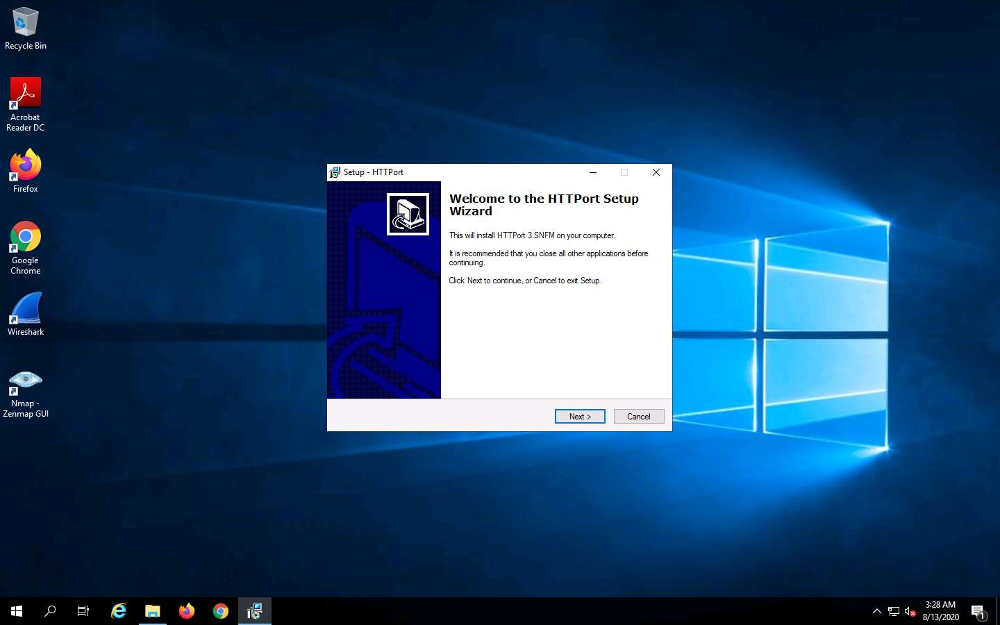 Recycle Bin
Acrobat
Reader DC
Firefox
Google
Chrome
Wireshark
Nmap -
Zenmap GUI
Setup - HTTPort
Welcome to the HTTPort Setup
Wizard
This will install HTTPort 3.SNFM on your computer.
It is recommended that you close all other applications before
continuing.
Click Next to continue, or Cancel to exit Setup.
Next >
Cancel
3:28 AM
8/13/2020
1